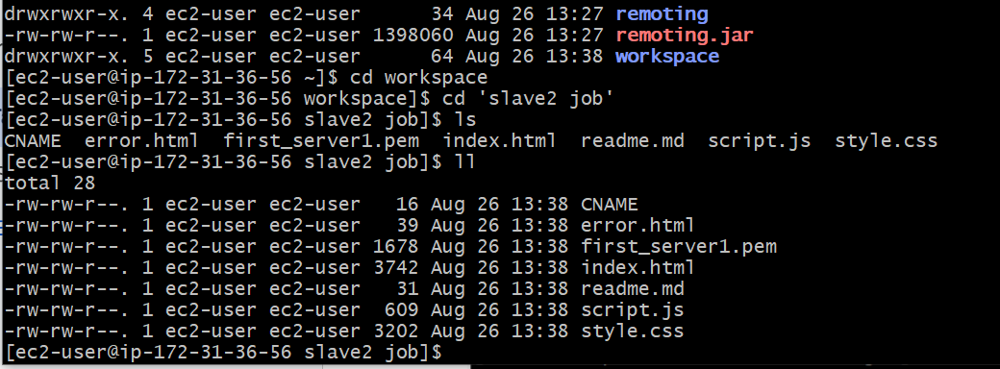 drwxrwxr-x. 4 ec2-user ec2-user      34 Aug 26 13:27 remoting
-rw-rw-r--. 1 ec2-user ec2-user 1398060 Aug 26 13:27 remoting.jar
drwxrwxr-x. 5 ec2-user ec2-user      64 Aug 26 13:38 workspace
[ec2-user@ip-172-31-36-56 ~]$ cd workspace
[ec2-user@ip-172-31-36-56 workspace]$ cd 'slave2 job'
[ec2-user@ip-172-31-36-56 slave2 job]$ ls
CNAME  error.html  first_server1.pem  index.html  readme.md  script.js  style.css
[ec2-user@ip-172-31-36-56 slave2 job]$ ll
total 28
-rw-rw-r--. 1 ec2-user ec2-user   16 Aug 26 13:38 CNAME
-rw-rw-r--. 1 ec2-user ec2-user   39 Aug 26 13:38 error.html
-rw-rw-r--. 1 ec2-user ec2-user 1678 Aug 26 13:38 first_server1.pem
-rw-rw-r--. 1 ec2-user ec2-user 3742 Aug 26 13:38 index.html
-rw-rw-r--. 1 ec2-user ec2-user   31 Aug 26 13:38 readme.md
-rw-rw-r--. 1 ec2-user ec2-user  609 Aug 26 13:38 script.js
-rw-rw-r--. 1 ec2-user ec2-user 3202 Aug 26 13:38 style.css
[ec2-user@ip-172-31-36-56 slave2 job]$